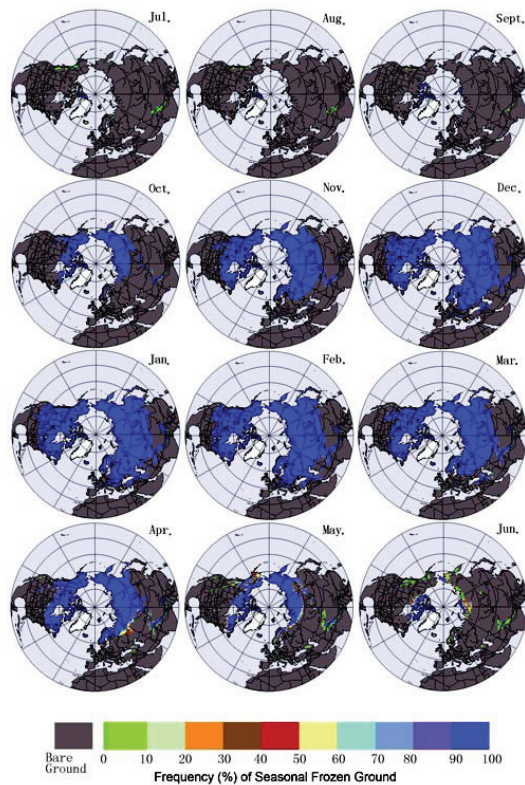 Jul.
Aug.
Sept.
Oct.
Nov.
Dec.
Jan.
Feb.
Mar.
Apr.
May.
Jun.
Bare Ground
0 10 20 30 40 50 60 70 80 90 100
Frequency (%) of Seasonal Frozen Ground